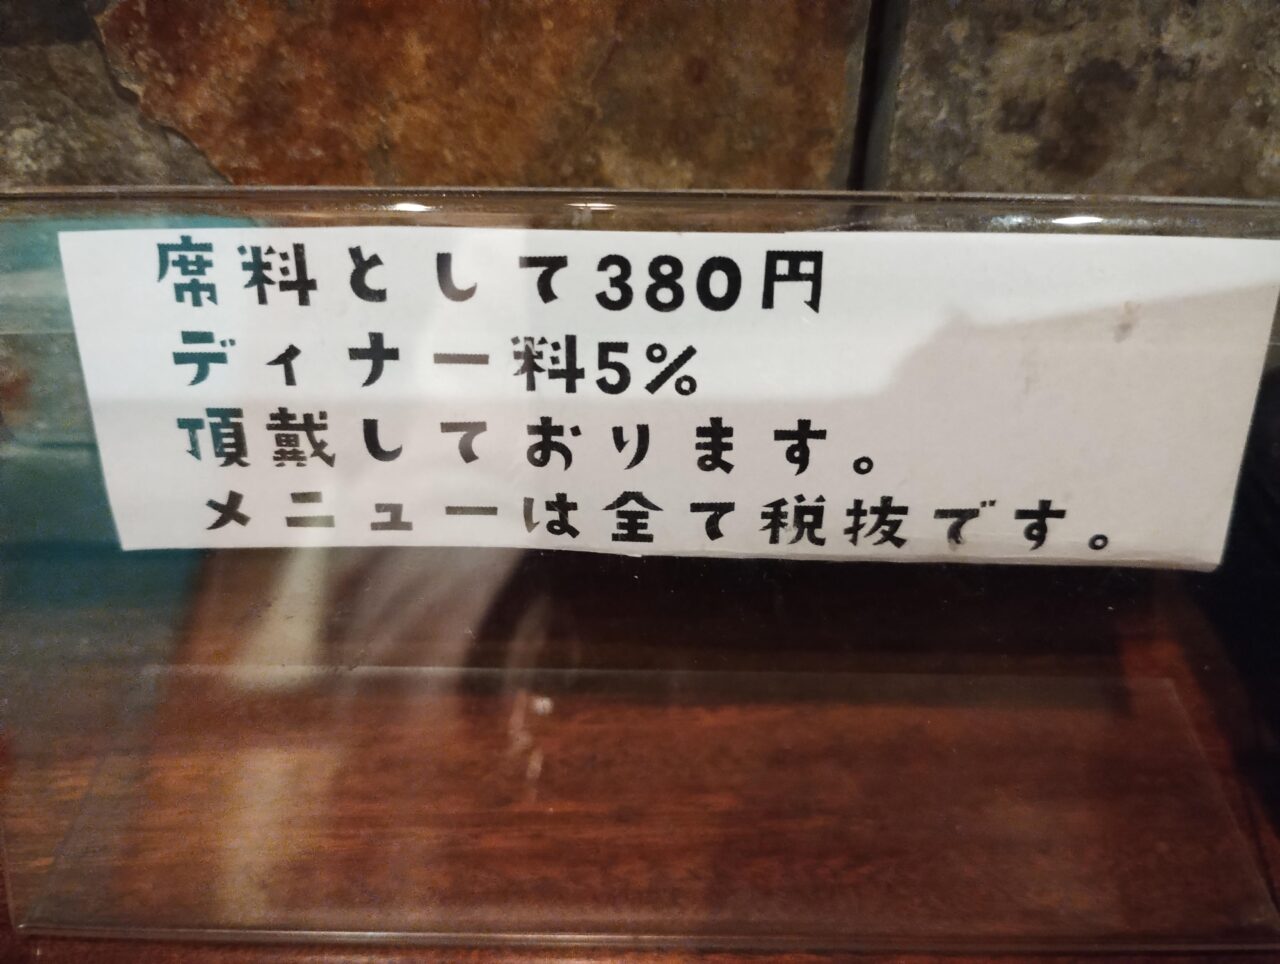 席料として380円
ディナー料5%
頂戴しております。
メニューは全て税抜です。